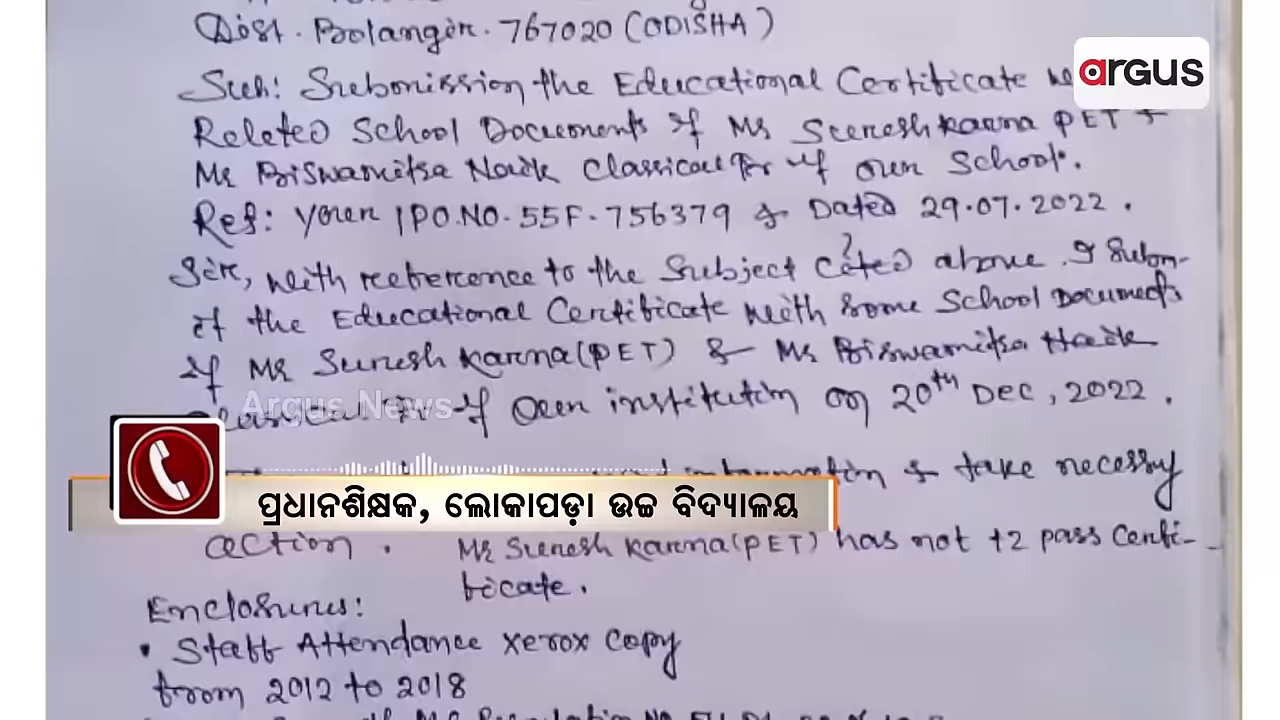 Dist. Bolangir. 767020 (ODISHA)
argus
Sub: Submission the Educational Certificate
Related School Documents of Mr Suresh Karna PET &
Mr Biswamitra Naik Classical Tr of our School.
Ref: Your IPO.NO. 55F-756379 & Dated 29.07.2022.
Sir, with reference to the Subject Cited above. I Subm-
it the Educational Certificate with some School Documents
of Mr Suresh Karna (PET) & Mr Biswamitra Naik
Classical Tr of our institution on 20th Dec, 2022.
Argus News
information & take necessary
ପ୍ରଧାନଶିକ୍ଷକ, ଲୋକାପଡ଼ା ଉଚ୍ଚ ବିଦ୍ୟାଳୟ
action. Mr Suresh Karna (PET) has not +2 pass Certi-
ficate.
Enclosures:
• Staff Attendance xerox copy
from 2012 to 2018